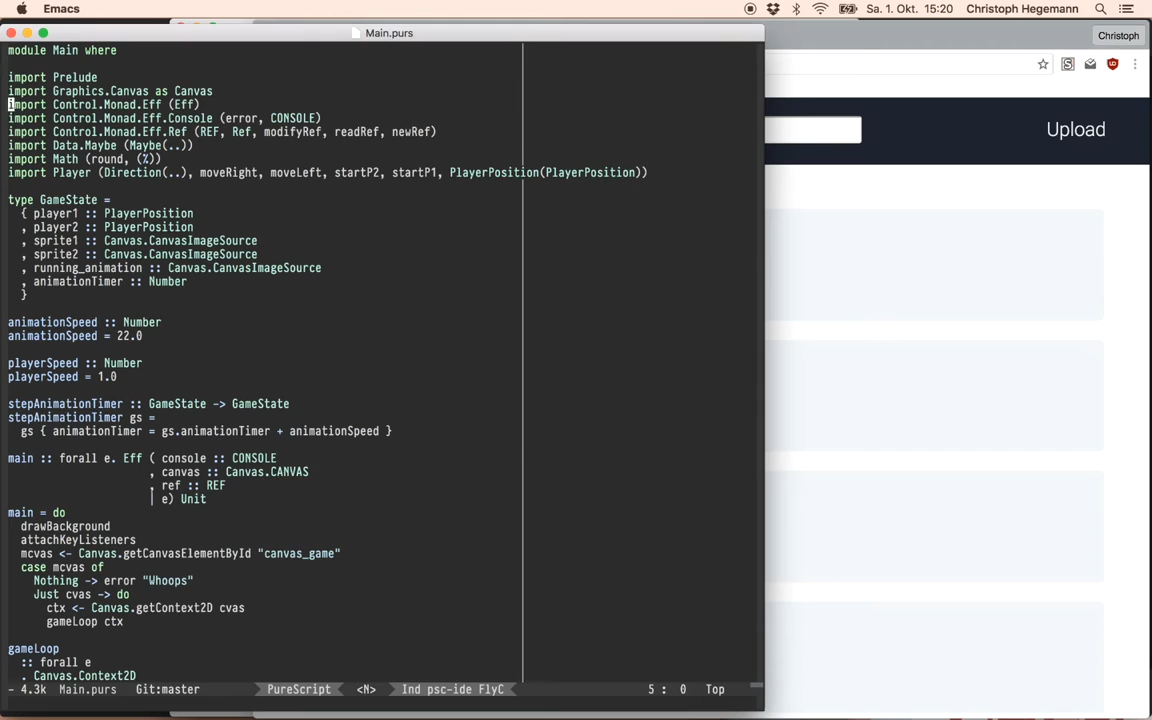 Emacs
Sa. 1. Okt. 15:20 Christoph Hegemann
Main.purs
Christoph
Upload
module Main where
import Prelude
import Graphics.Canvas as Canvas
import Control.Monad.Eff (Eff)
import Control.Monad.Eff.Console (error, CONSOLE)
import Control.Monad.Eff.Ref (REF, Ref, modifyRef, readRef, newRef)
import Data.Maybe (Maybe(..))
import Math (round, (%))
import Player (Direction(..), moveRight, moveLeft, startP2, startP1, PlayerPosition(PlayerPosition))
type GameState =
{ player1 :: PlayerPosition
, player2 :: PlayerPosition
, sprite1 :: Canvas.CanvasImageSource
, sprite2 :: Canvas.CanvasImageSource
, running_animation :: Canvas.CanvasImageSource
, animationTimer :: Number
}
animationSpeed :: Number
animationSpeed = 22.0
playerSpeed :: Number
playerSpeed = 1.0
stepAnimationTimer :: GameState -> GameState
stepAnimationTimer gs =
gs { animationTimer = gs.animationTimer + animationSpeed }
main :: forall e. Eff ( console :: CONSOLE
, canvas :: Canvas.CANVAS
, ref :: REF
| e) Unit
main = do
drawBackground
attachKeyListeners
mcvas <- Canvas.getCanvasElementById "canvas_game"
case mcvas of
Nothing -> error "Whoops"
Just cvas -> do
ctx <- Canvas.getContext2D cvas
gameLoop ctx
gameLoop
:: forall e
. Canvas.Context2D
- 4.3k Main.purs Git:master PureScript <N> Ind psc-ide FlyC 5: 0 Top